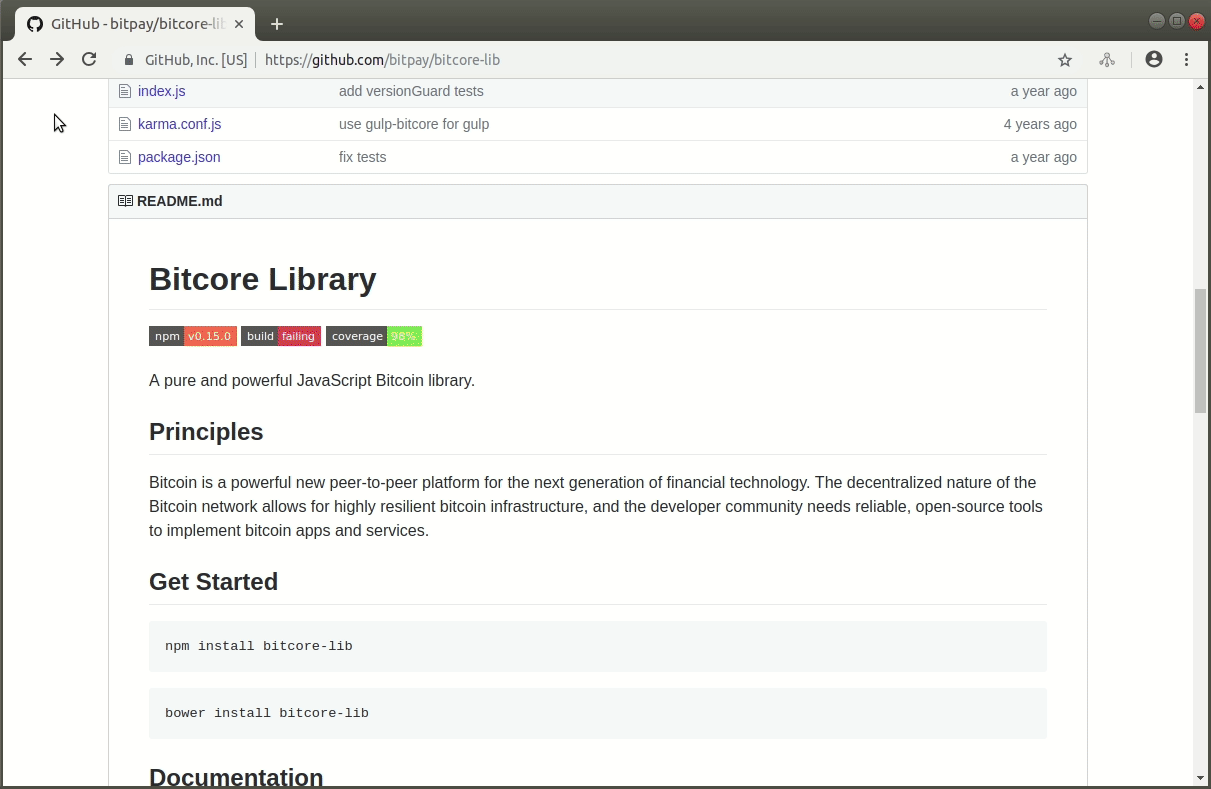 GitHub - bitpay/bitcore-lib
GitHub, Inc. [US] https://github.com/bitpay/bitcore-lib
index.js add versionGuard tests a year ago
karma.conf.js use gulp-bitcore for gulp 4 years ago
package.json fix tests a year ago
README.md
Bitcore Library
npm v0.15.0 build failing coverage 98%
A pure and powerful JavaScript Bitcoin library.
Principles
Bitcoin is a powerful new peer-to-peer platform for the next generation of financial technology. The decentralized nature of the
Bitcoin network allows for highly resilient bitcoin infrastructure, and the developer community needs reliable, open-source tools
to implement bitcoin apps and services.
Get Started
npm install bitcore-lib
bower install bitcore-lib
Documentation